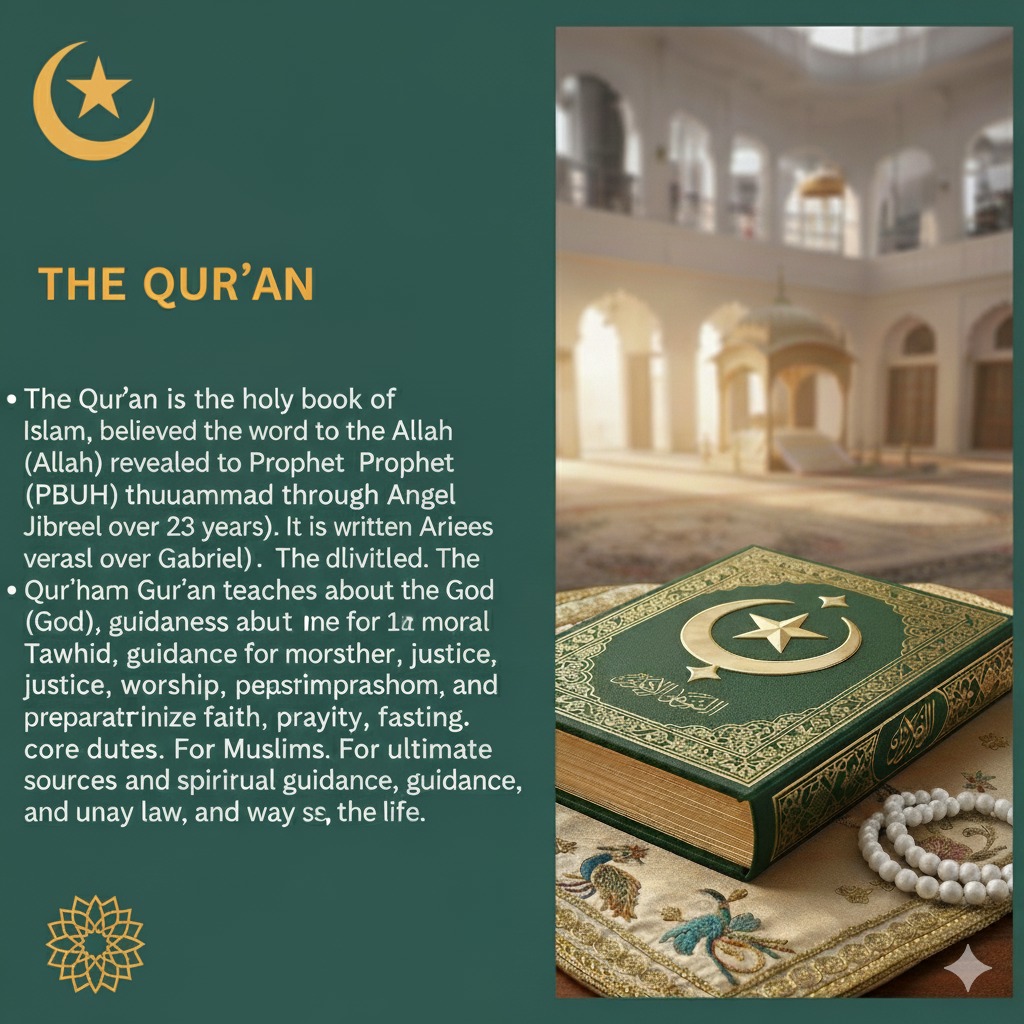 THE QUR’AN
• The Qur’an is the holy book of
Islam, believed the word to the Allah
(Allah) revealed to Prophet Prophet
(PBUH) thuuammad through Angel
Jibreel over 23 years). It is written Ariees
verasl over Gabriel). The dlivitled. The
• Qur’ham Gur’an teaches about the God
(God), guidaness abut ıne for moral
Tawhid, guidance for morsther, justice,
justice, worship, pepsrimprashom, and
preparatrinize faith, prayity, fasting.
core dutes. For Muslims. For ultimate
sources and spirirual guidance, guidance,
and unay law, and way ss, the life.